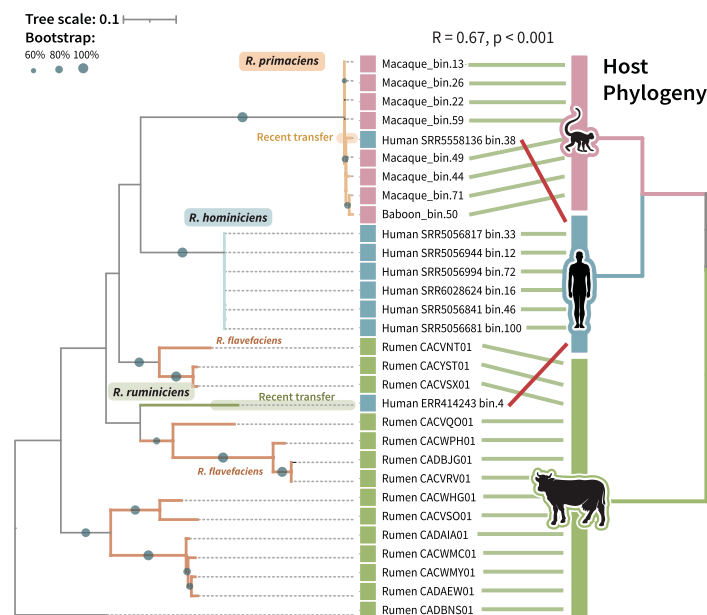 Tree scale: 0.1
Bootstrap:
60% 80% 100%
R = 0.67, p < 0.001
Host
Phylogeny
R. primaciens
Macaque_bin.13
Macaque_bin.26
Macaque_bin.22
Macaque_bin.59
Recent transfer
Human SRR5558136 bin.38
Macaque_bin.49
Macaque_bin.44
Macaque_bin.71
Baboon_bin.50
R. hominiciens
Human SRR5056817 bin.33
Human SRR5056944 bin.12
Human SRR5056994 bin.72
Human SRR6028624 bin.16
Human SRR5056841 bin.46
Human SRR5056681 bin.100
R. flavefaciens
Rumen CACVNT01
Rumen CACYST01
Rumen CACVSX01
R. ruminiciens
Recent transfer
Human ERR414243 bin.4
Rumen CACVQO01
Rumen CACWPH01
Rumen CADBJG01
R. flavefaciens
Rumen CACVRV01
Rumen CACWHG01
Rumen CACVSO01
Rumen CADAIA01
Rumen CACWMC01
Rumen CACWMY01
Rumen CADAEW01
Rumen CADBNS01